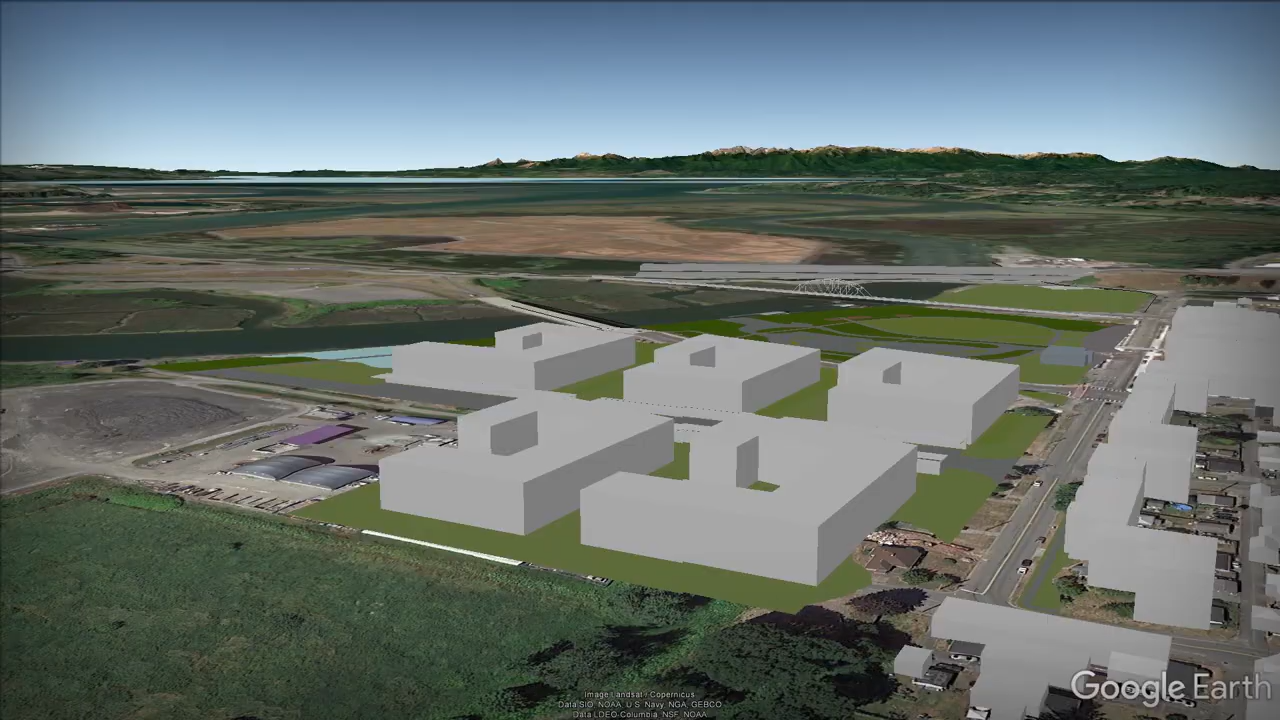 Image Landsat / Copernicus
Data SIO, NOAA, U.S. Navy, NGA, GEBCO
Data LDEO-Columbia, NSF, NOAA
Google Earth